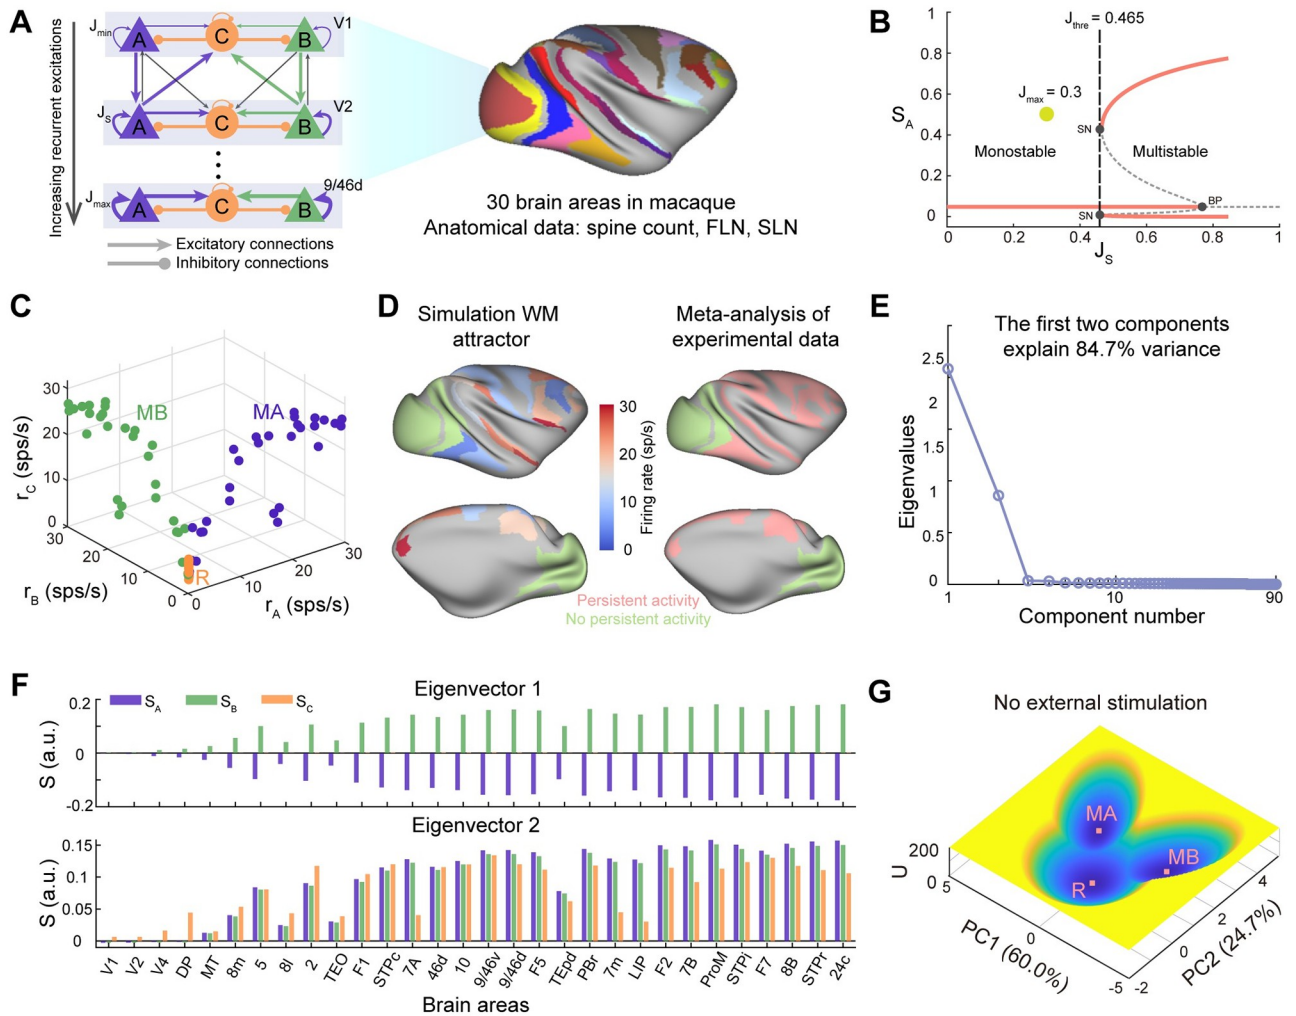 A
Increasing recurrent excitations
J_min
A
C
B
V1
J_S
A
C
B
V2
J_max
A
C
B
9/46d
Excitatory connections
Inhibitory connections
30 brain areas in macaque
Anatomical data: spine count, FLN, SLN
B
J_thre = 0.465
J_max = 0.3
S_A
1
0.8
0.6
0.4
0.2
0
Monostable
Multistable
SN
SN
BP
0
0.2
0.4
0.6
0.8
1
J_S
C
MB
MA
R
r_C (sps/s)
30
20
10
0
r_B (sps/s)
30
20
10
0
r_A (sps/s)
0
10
20
30
D
Simulation WM
attractor
Meta-analysis of
experimental data
30
20
10
0
Firing rate (sp/s)
Persistent activity
No persistent activity
E
The first two components
explain 84.7% variance
Eigenvalues
2.5
2
1.5
1
0.5
0
1
10
90
Component number
F
S_A
S_B
S_C
Eigenvector 1
S (a.u.)
0.2
0
-0.2
Eigenvector 2
S (a.u.)
0.15
0.1
0.05
0
V1
V2
V4
DP
MT
8m
5
8l
2
TEO
F1
STPc
7A
46d
10
9/46v
9/46d
F5
TEpd
PBr
7m
LIP
F2
7B
ProM
STPi
F7
8B
STPr
24c
Brain areas
G
No external stimulation
MA
MB
R
U
200
0
5
0
-5
PC1 (60.0%)
-2
0
2
4
PC2 (24.7%)